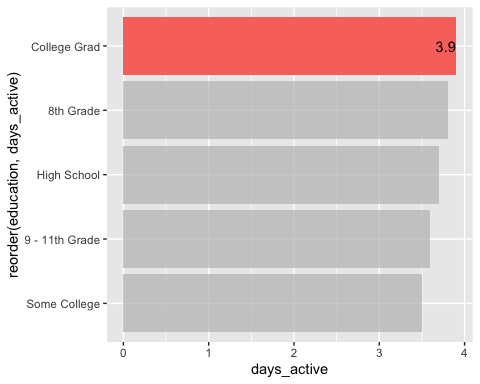 reorder(education, days_active)
College Grad
3.9
8th Grade
High School
9 - 11th Grade
Some College
0 1 2 3 4
days_active